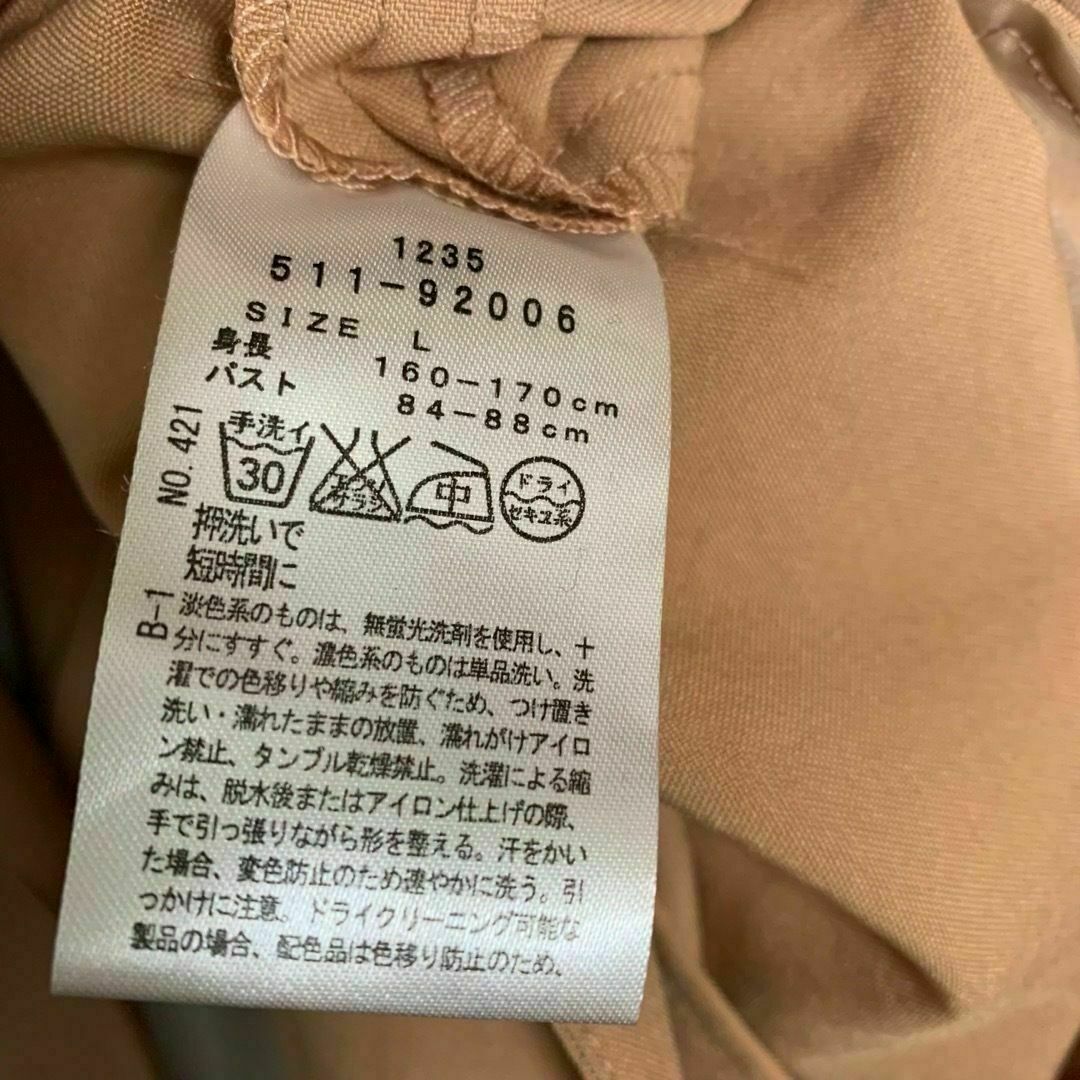 1235
511-92006
SIZE L
身長 160-170cm
バスト 84-88cm
NO. 421
手洗イ
30
エンソ
サラシ
中
ドライ
セキユ系
押洗いで
短時間に
B-1
淡色系のものは、無蛍光洗剤を使用し、十
分にすすぐ。濃色系のものは単品洗い。洗
濯での色移りや縮みを防ぐため、つけ置き
洗い・濡れたままの放置、濡れがけアイロ
ン禁止、タンブル乾燥禁止。洗濯による縮
みは、脱水後またはアイロン仕上げの際、
手で引っ張りながら形を整える。汗をかい
た場合、変色防止のため速やかに洗う。引
っかけに注意。ドライクリーニング可能な
製品の場合、配色品は色移り防止のため、